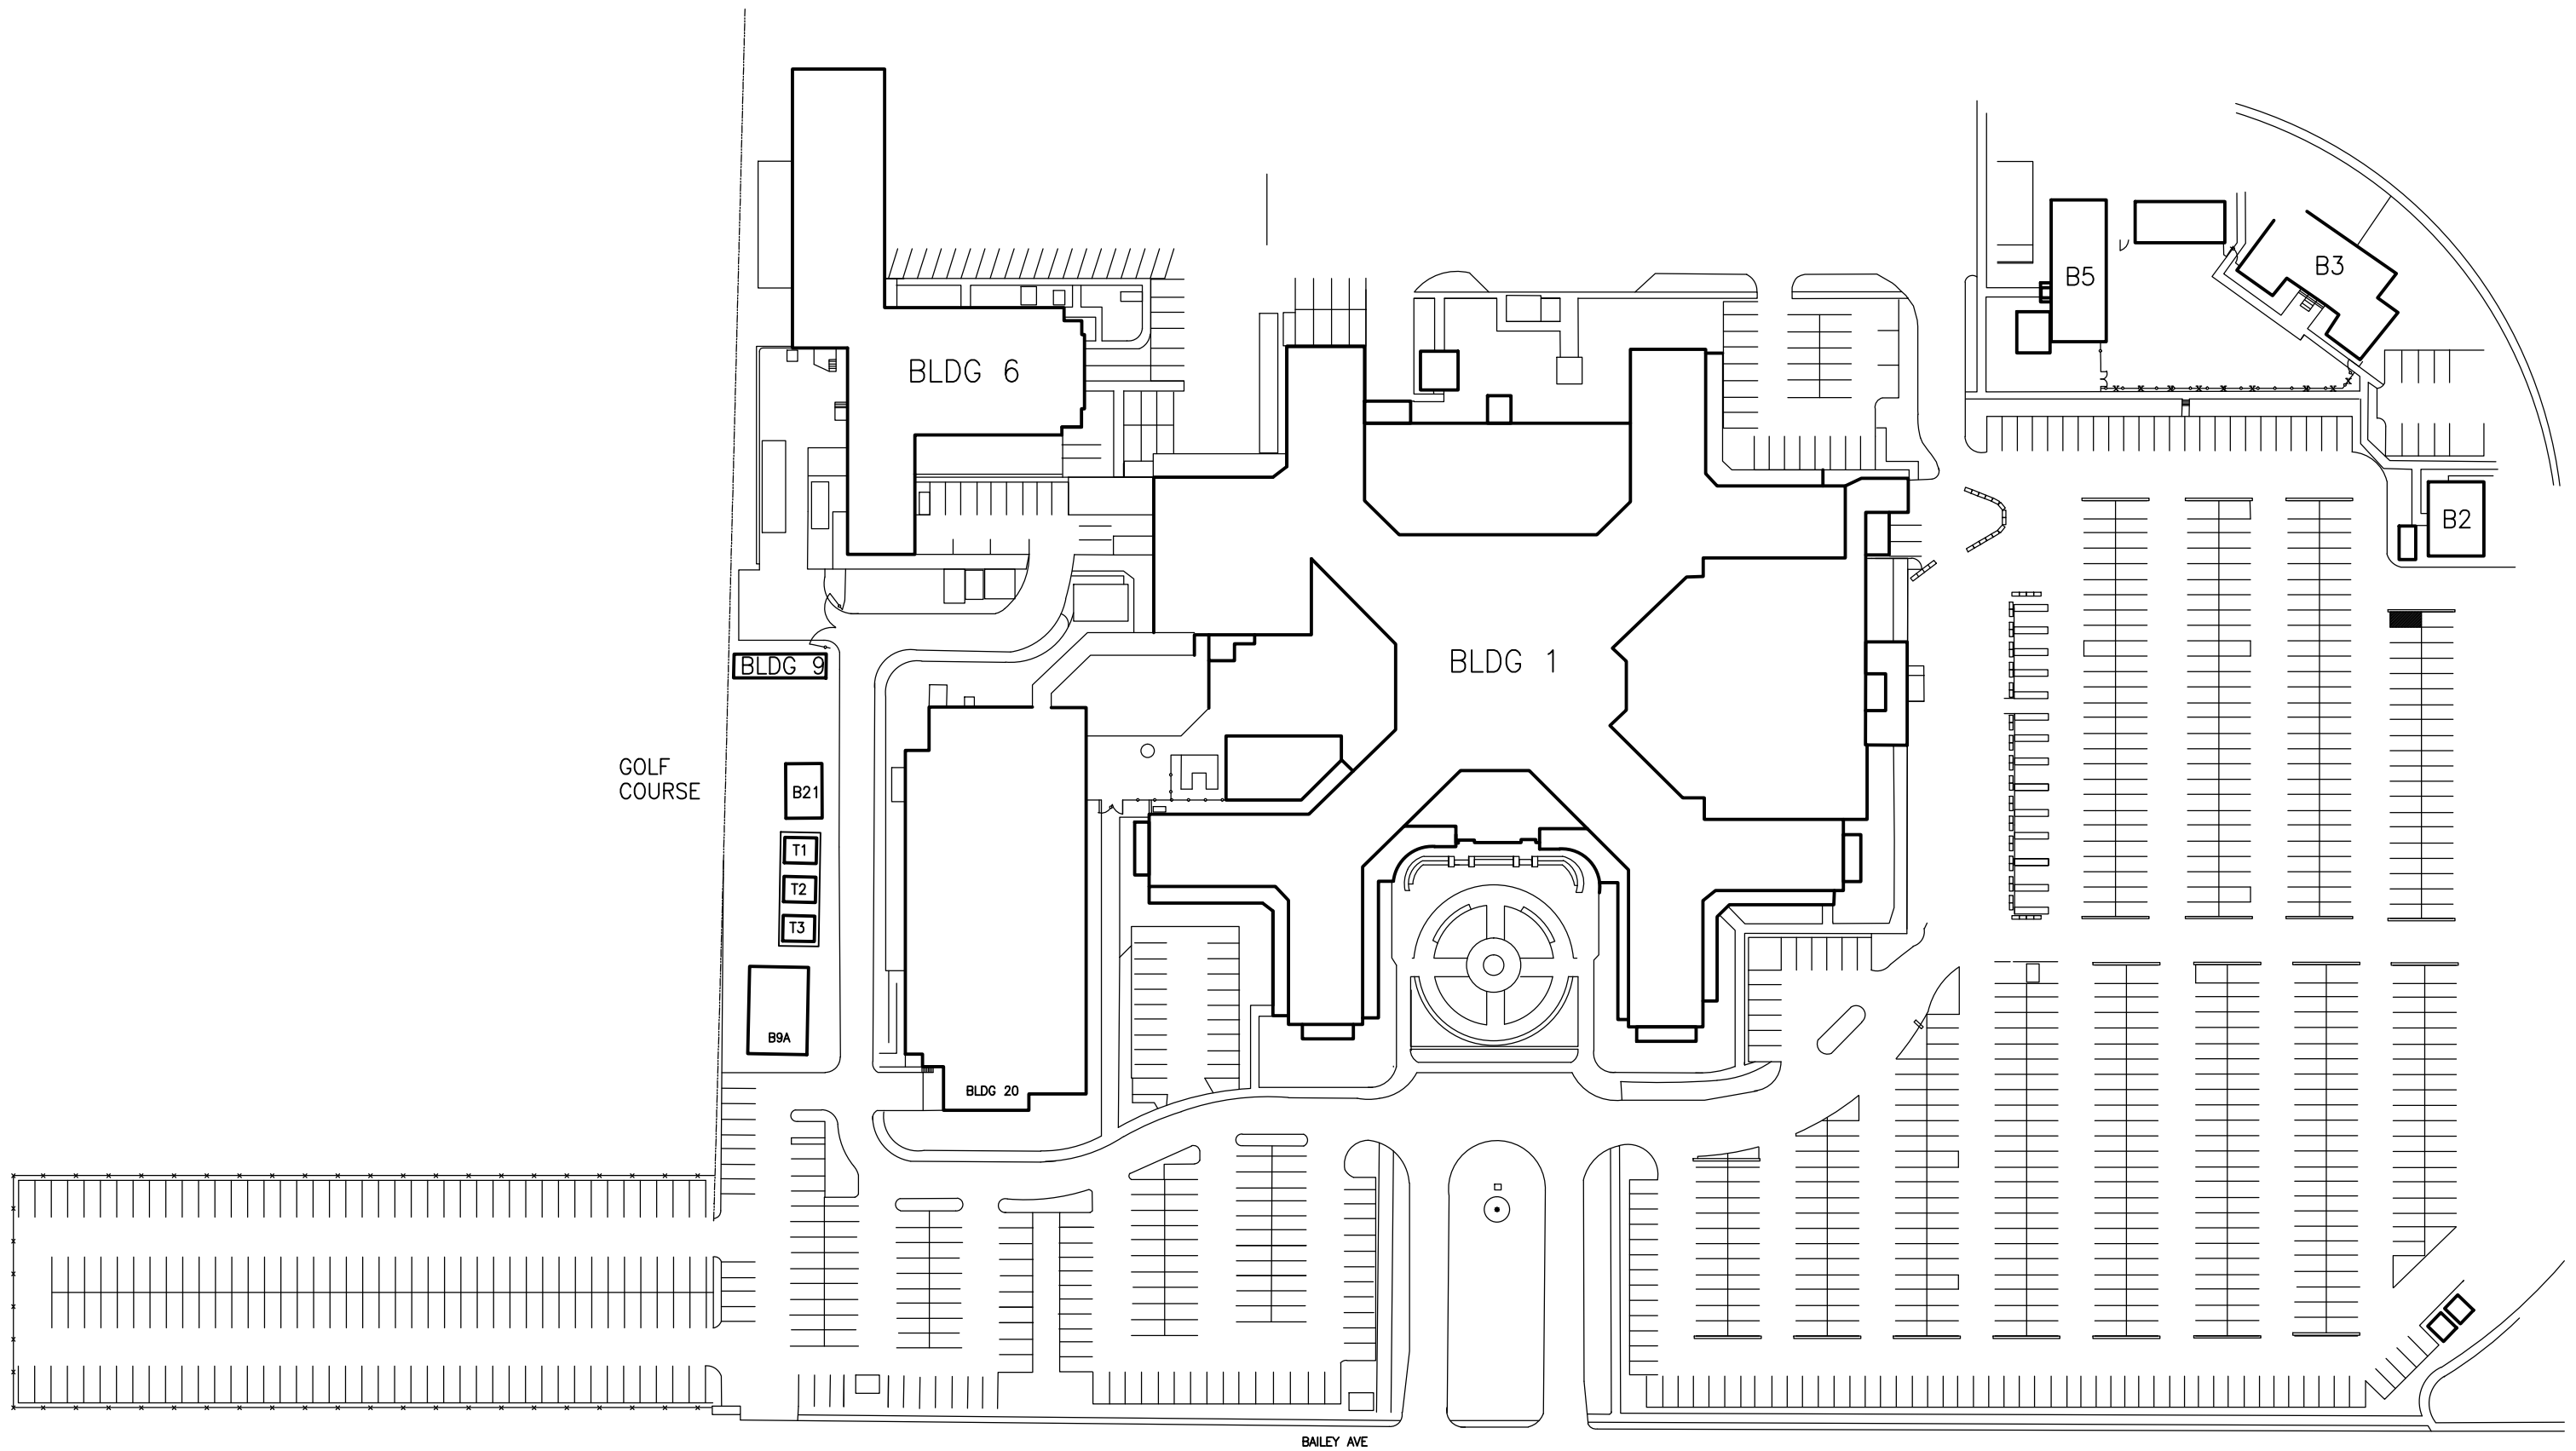 B3
B5
BLDG 6
B2
BLDG 1
BLDG 9
GOLF
COURSE
B21
T1
T2
T3
B9A
BLDG 20
BAILEY AVE